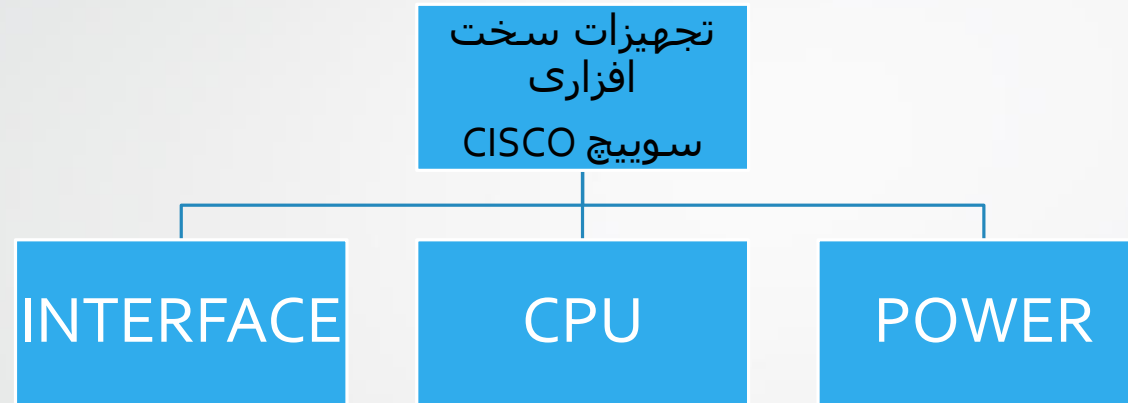 تجهیزات سخت
افزاری
سوییچ CISCO
INTERFACE
CPU
POWER